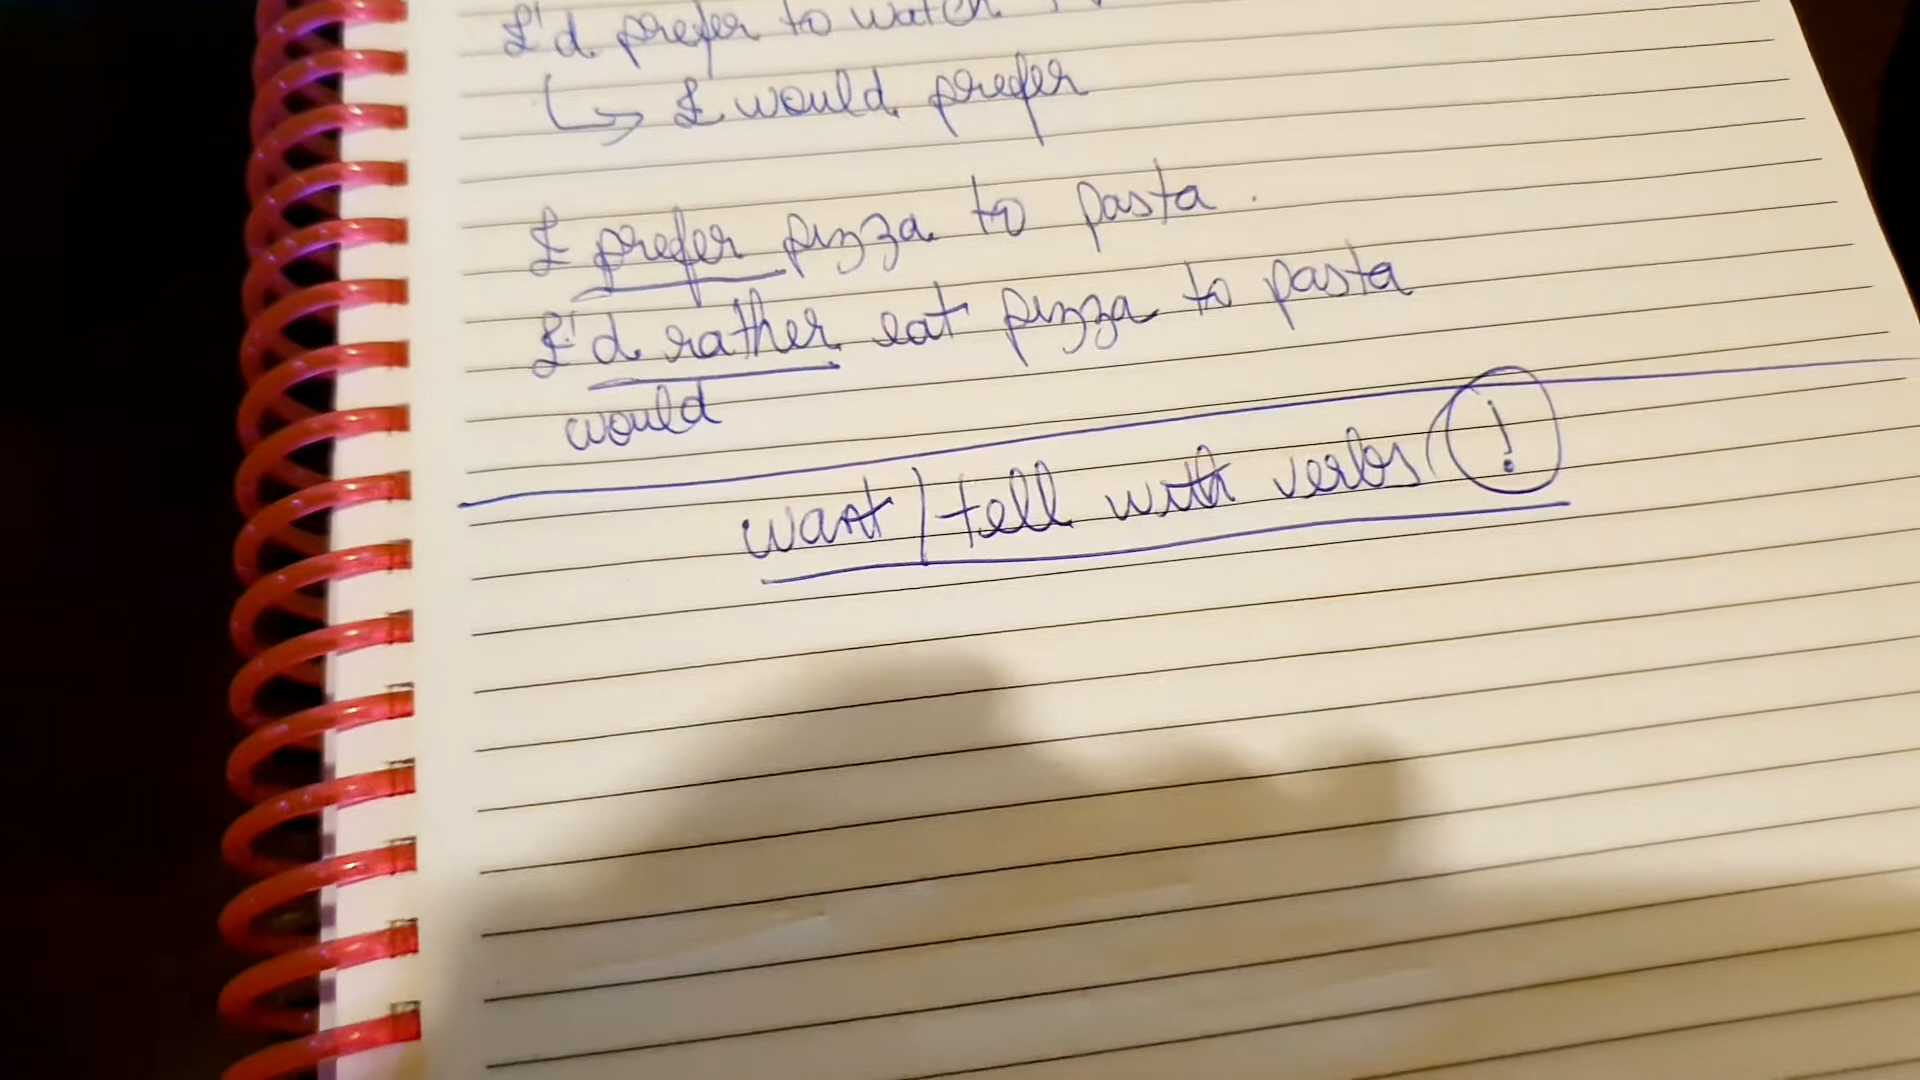 I'd prefer to watch
↳ I would prefer
I prefer pizza to pasta.
I'd rather eat pizza to pasta
would
want/tell with verbs !